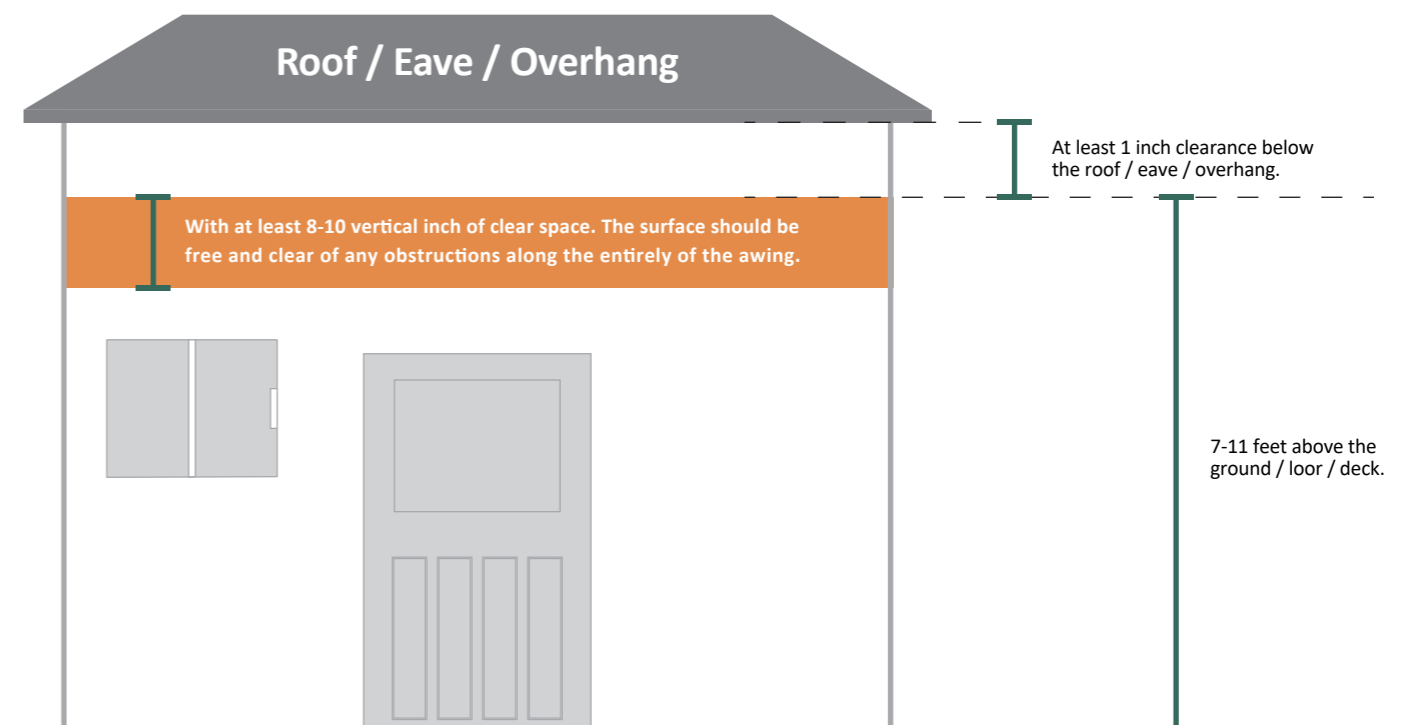 Roof / Eave / Overhang
At least 1 inch clearance below
the roof / eave / overhang.
With at least 8-10 vertical inch of clear space. The surface should be
free and clear of any obstructions along the entirely of the awing.
7-11 feet above the
ground / loor / deck.